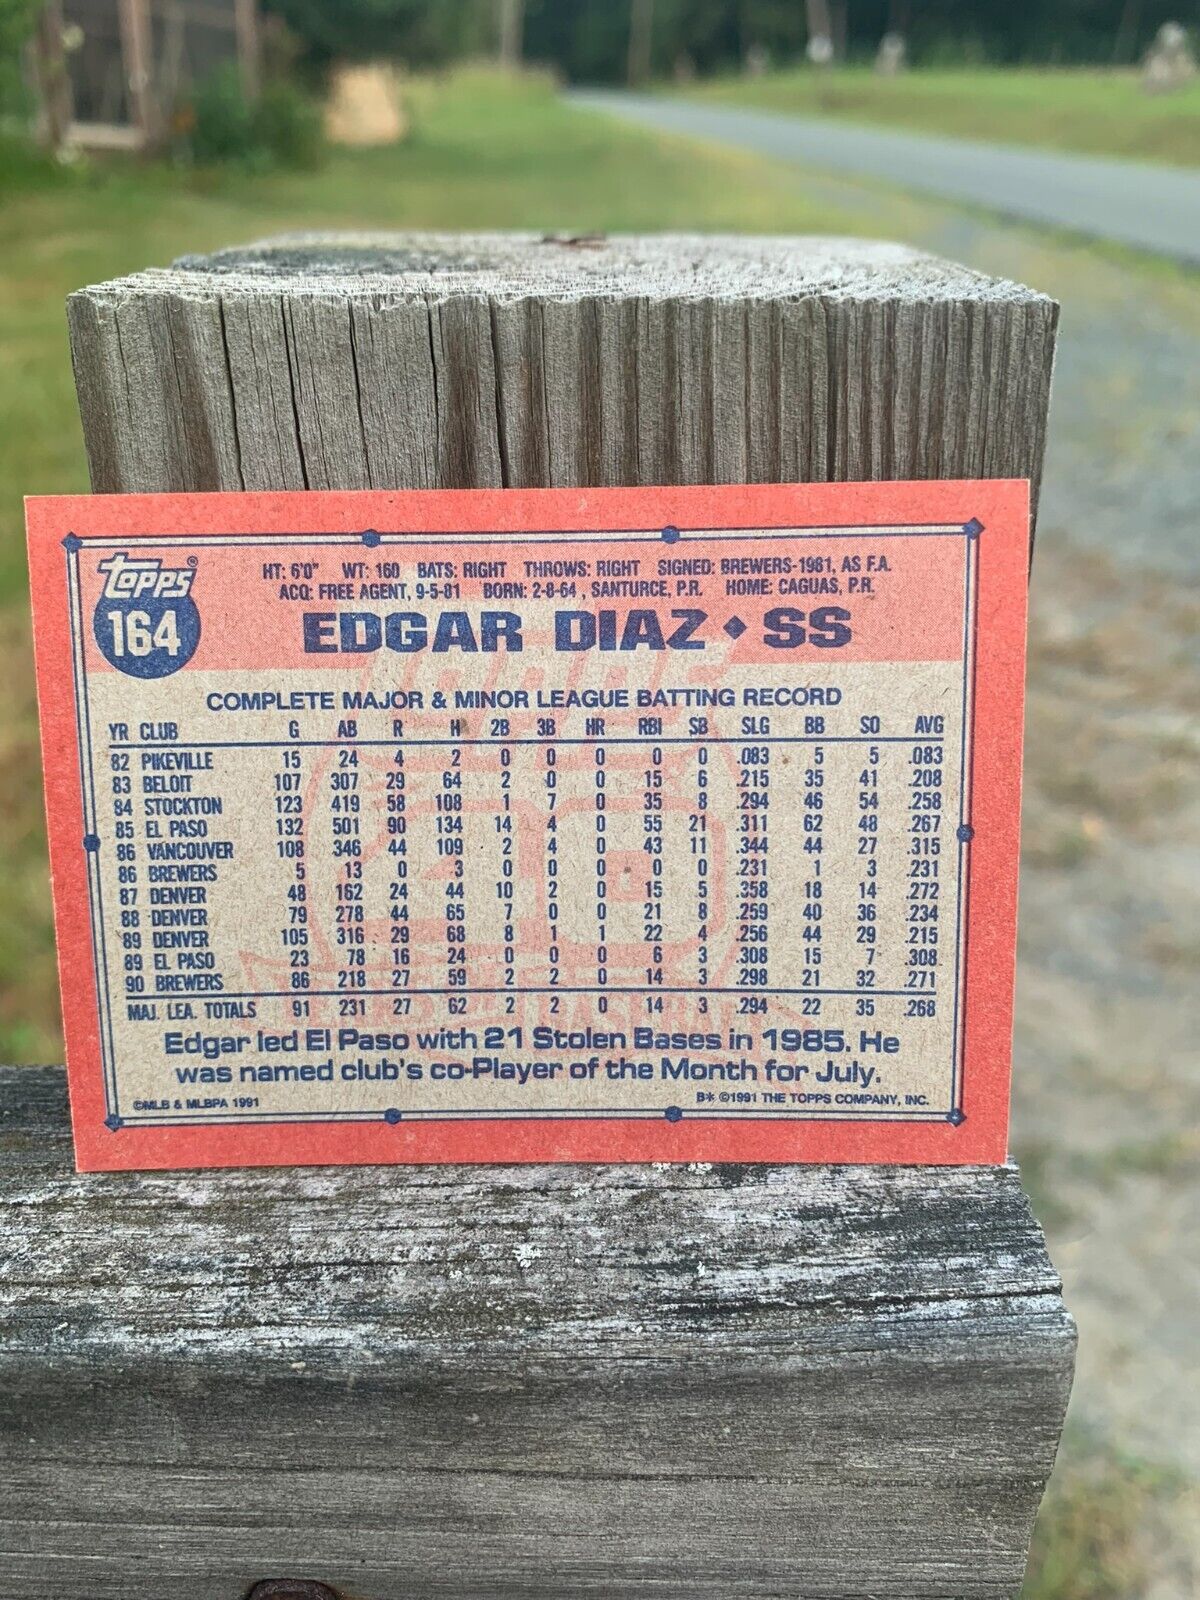 Topps®
164
HT: 6'0" WT: 160 BATS: RIGHT THROWS: RIGHT SIGNED: BREWERS-1981, AS F.A.
ACQ: FREE AGENT, 9-5-81 BORN: 2-8-64, SANTURCE, P.R. HOME: CAGUAS, P.R.
EDGAR DIAZ ◆ SS
COMPLETE MAJOR & MINOR LEAGUE BATTING RECORD
YR CLUB G AB R H 2B 3B HR RBI SB SLG BB SO AVG
82 PIKEVILLE 15 24 4 2 0 0 0 0 0 .083 5 5 .083
83 BELOIT 107 307 29 64 2 0 0 15 6 .215 35 41 .208
84 STOCKTON 123 419 58 108 1 7 0 35 8 .294 46 54 .258
85 EL PASO 132 501 90 134 14 4 0 55 21 .311 62 48 .267
86 VANCOUVER 108 346 44 109 2 4 0 43 11 .344 44 27 .315
86 BREWERS 5 13 0 3 0 0 0 0 0 .231 1 3 .231
87 DENVER 48 162 24 44 10 2 0 15 5 .358 18 14 .272
88 DENVER 79 278 44 65 7 0 0 21 8 .259 40 36 .234
89 DENVER 105 316 29 68 8 1 1 22 4 .256 44 29 .215
89 EL PASO 23 78 16 24 0 0 0 6 3 .308 15 7 .308
90 BREWERS 86 218 27 59 2 2 0 14 3 .298 21 32 .271
MAJ. LEA. TOTALS 91 231 27 62 2 2 0 14 3 .294 22 35 .268
Edgar led El Paso with 21 Stolen Bases in 1985. He
was named club's co-Player of the Month for July.
©MLB & MLBPA 1991 B* ©1991 THE TOPPS COMPANY, INC.